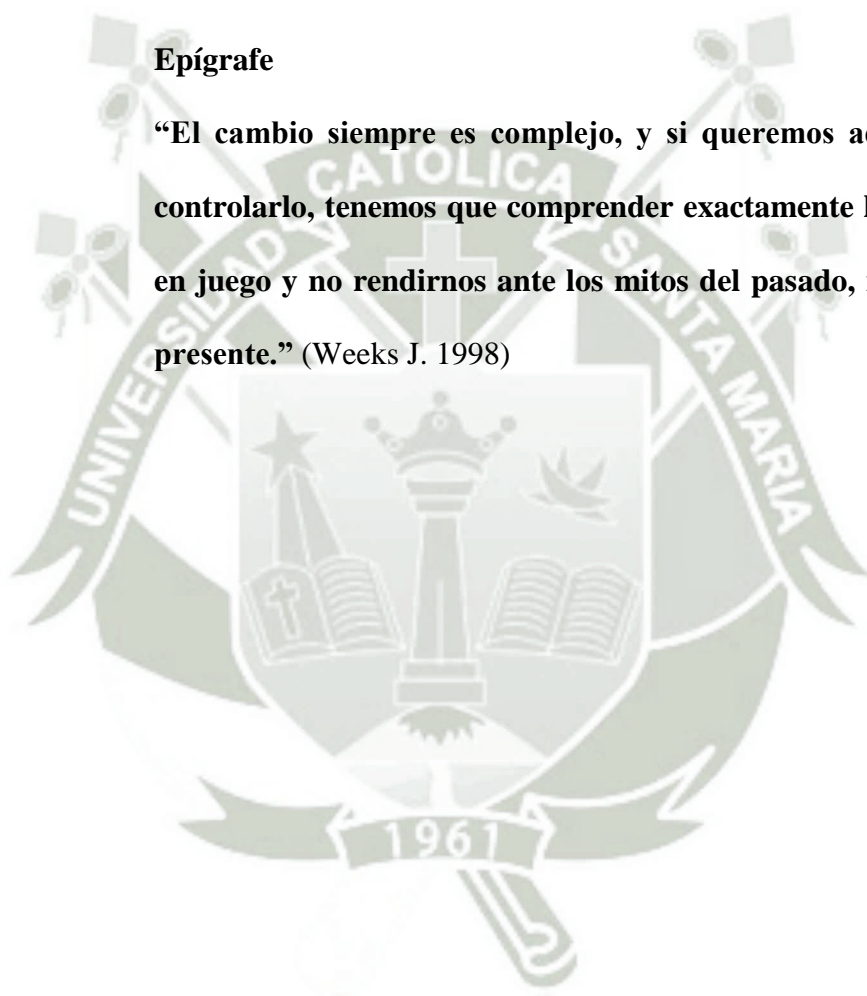 Epígrafe
“El cambio siempre es complejo, y si queremos
controlarlo, tenemos que comprender exactamente
en juego y no rendirnos ante los mitos del pasado,
presente.” (Weeks J. 1998)
UNIVERSIDAD CATOLICA SANTA MARIA
1961